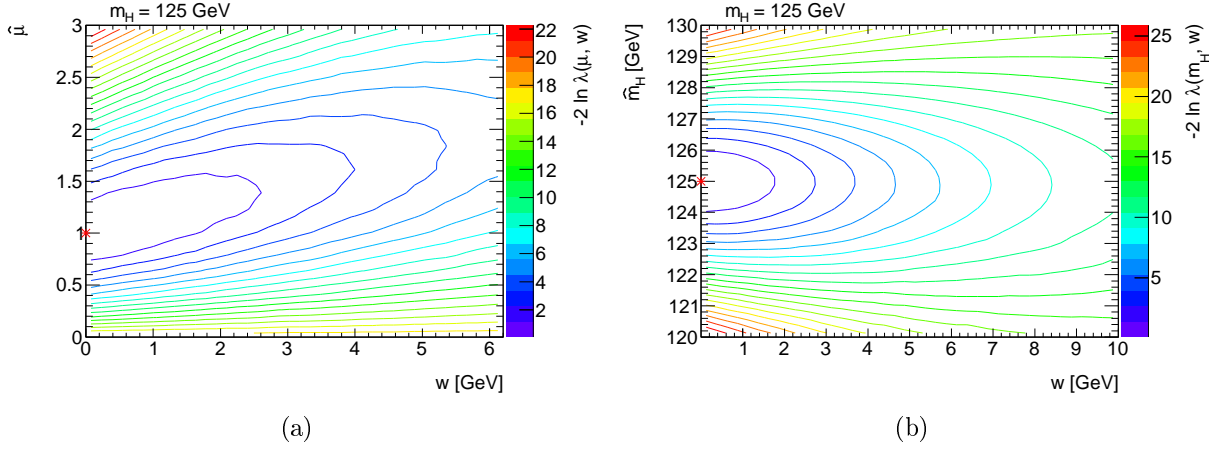 m_H = 125 GeV
μ̂
3
2.5
2
1.5
1
0.5
0
0 1 2 3 4 5 6
w [GeV]
22
20
18
16
14
12
10
8
6
4
2
-2 ln λ(μ, w)
(a)
m_H = 125 GeV
m̂_H [GeV]
130
129
128
127
126
125
124
123
122
121
120
1 2 3 4 5 6 7 8 9 10
w [GeV]
25
20
15
10
5
-2 ln λ(m_H, w)
(b)